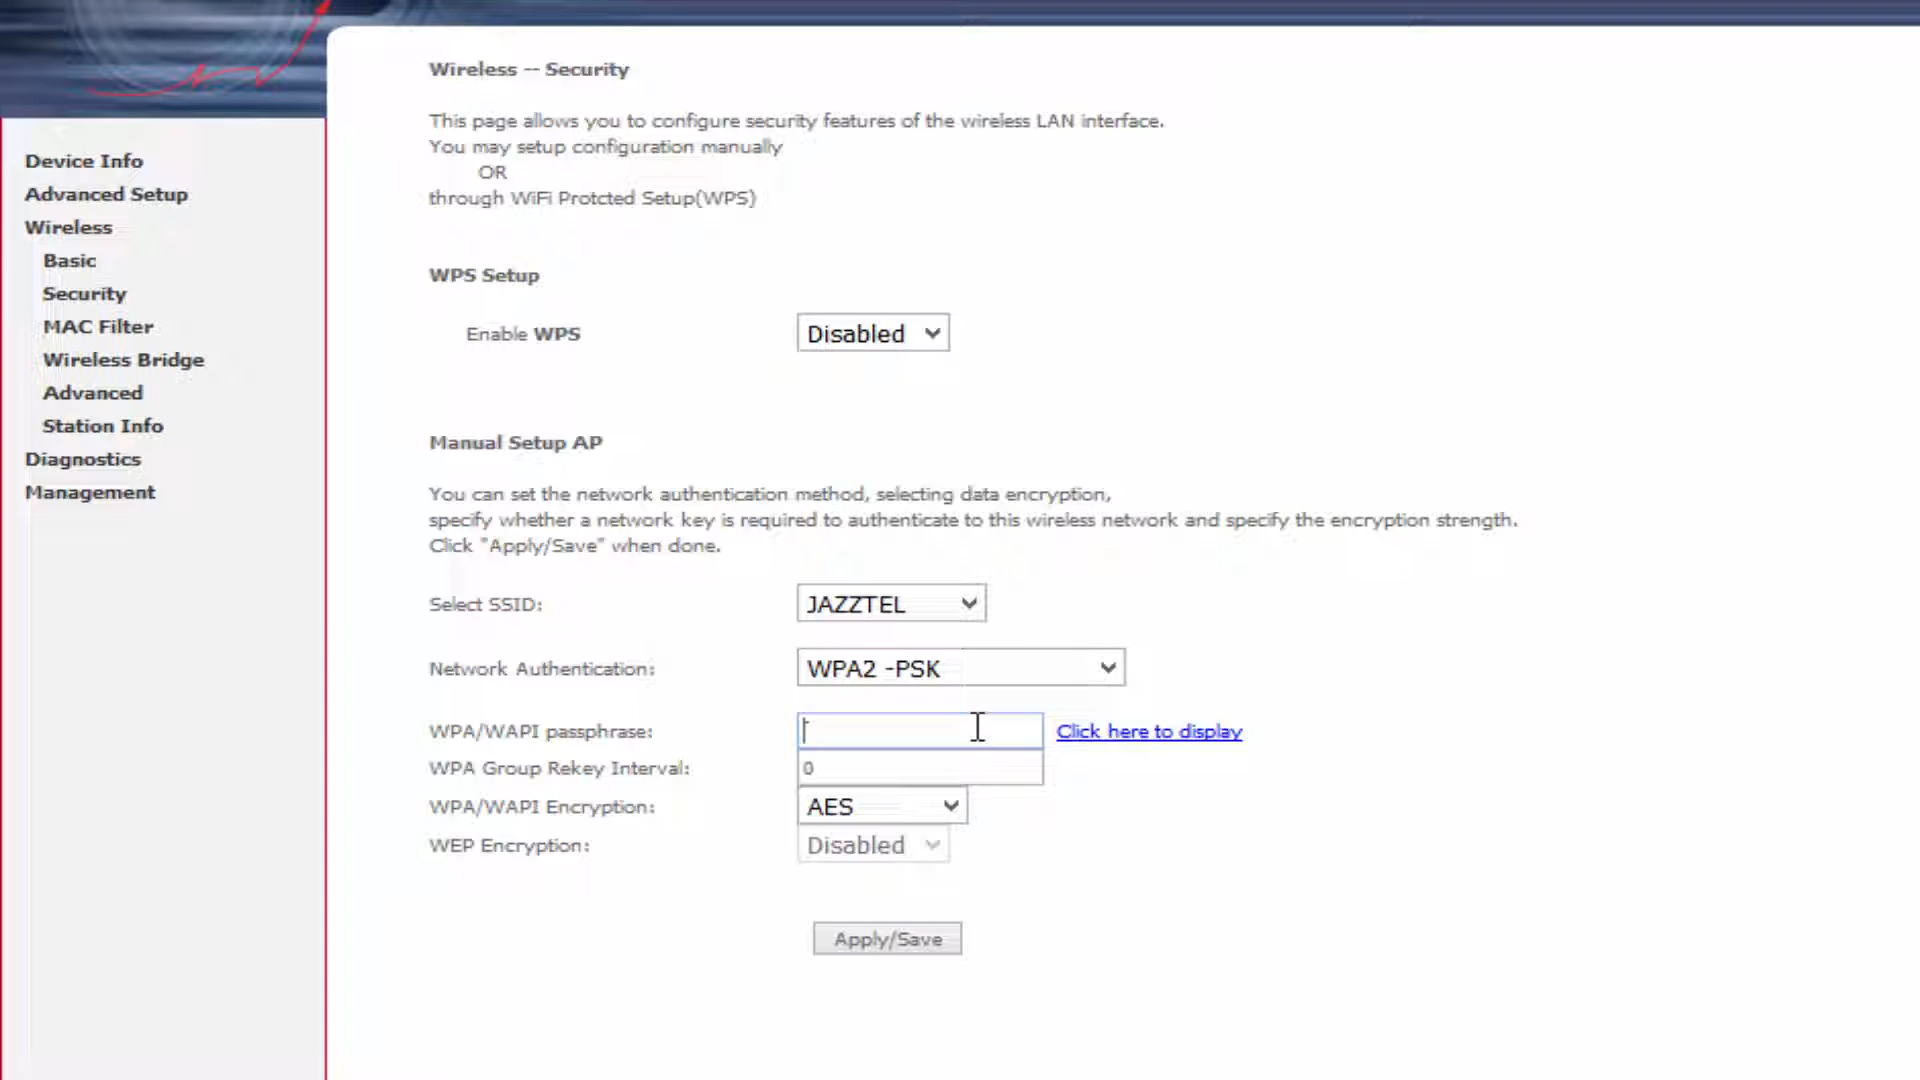 Wireless -- Security
This page allows you to configure security features of the wireless LAN interface.
You may setup configuration manually
OR
through WiFi Protcted Setup(WPS)
Device Info
Advanced Setup
Wireless
Basic
Security
MAC Filter
Wireless Bridge
Advanced
Station Info
Diagnostics
Management
WPS Setup
Enable WPS Disabled
Manual Setup AP
You can set the network authentication method, selecting data encryption,
specify whether a network key is required to authenticate to this wireless network and specify the encryption strength.
Click "Apply/Save" when done.
Select SSID: JAZZTEL
Network Authentication: WPA2 -PSK
WPA/WAPI passphrase: Click here to display
WPA Group Rekey Interval: 0
WPA/WAPI Encryption: AES
WEP Encryption: Disabled
Apply/Save